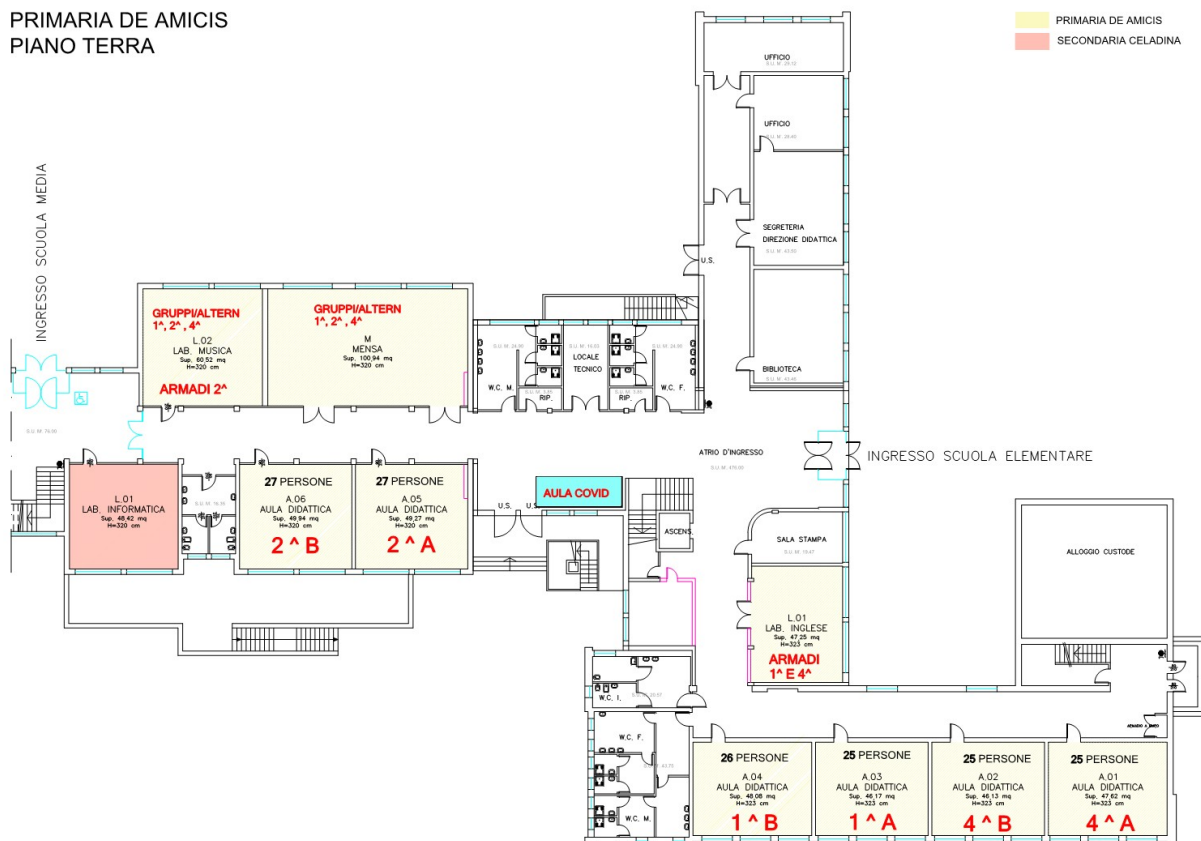 PRIMARIA DE AMICIS
PIANO TERRA
PRIMARIA DE AMICIS
SECONDARIA CELADINA
UFFICIO
S.U. M: 29.13
UFFICIO
SEGRETERIA
DIREZIONE DIDATTICA
U.S.
BIBLIOTECA
INGRESSO SCUOLA MEDIA
GRUPPI/ALTERN
1^, 2^, 4^
L.02
LAB. MUSICA
Sup. 60,52 mq
H=320 cm
ARMADI 2^
GRUPPI/ALTERN
1^, 2^, 4^
M
MENSA
Sup. 100,94 mq
H=320 cm
W.C. M.
RIP.
LOCALE
TECNICO
RIP.
W.C. F.
ATRIO D'INGRESSO
INGRESSO SCUOLA ELEMENTARE
L.01
LAB. INFORMATICA
Sup. 48,42 mq
H=320 cm
27 PERSONE
A.06
AULA DIDATTICA
Sup. 49,94 mq
H=320 cm
2 ^ B
27 PERSONE
A.05
AULA DIDATTICA
Sup. 49,27 mq
H=320 cm
2 ^ A
AULA COVID
U.S.
U.S.
ASCENS.
SALA STAMPA
ALLOGGIO CUSTODE
L.01
LAB. INGLESE
Sup. 47,25 mq
H=323 cm
ARMADI
1^ E 4^
W.C. I.
W.C. F.
W.C. M.
26 PERSONE
A.04
AULA DIDATTICA
Sup. 48,08 mq
H=323 cm
1 ^ B
25 PERSONE
A.03
AULA DIDATTICA
Sup. 46,17 mq
H=323 cm
1 ^ A
25 PERSONE
A.02
AULA DIDATTICA
Sup. 46,13 mq
H=323 cm
4 ^ B
25 PERSONE
A.01
AULA DIDATTICA
Sup. 47,62 mq
H=323 cm
4 ^ A